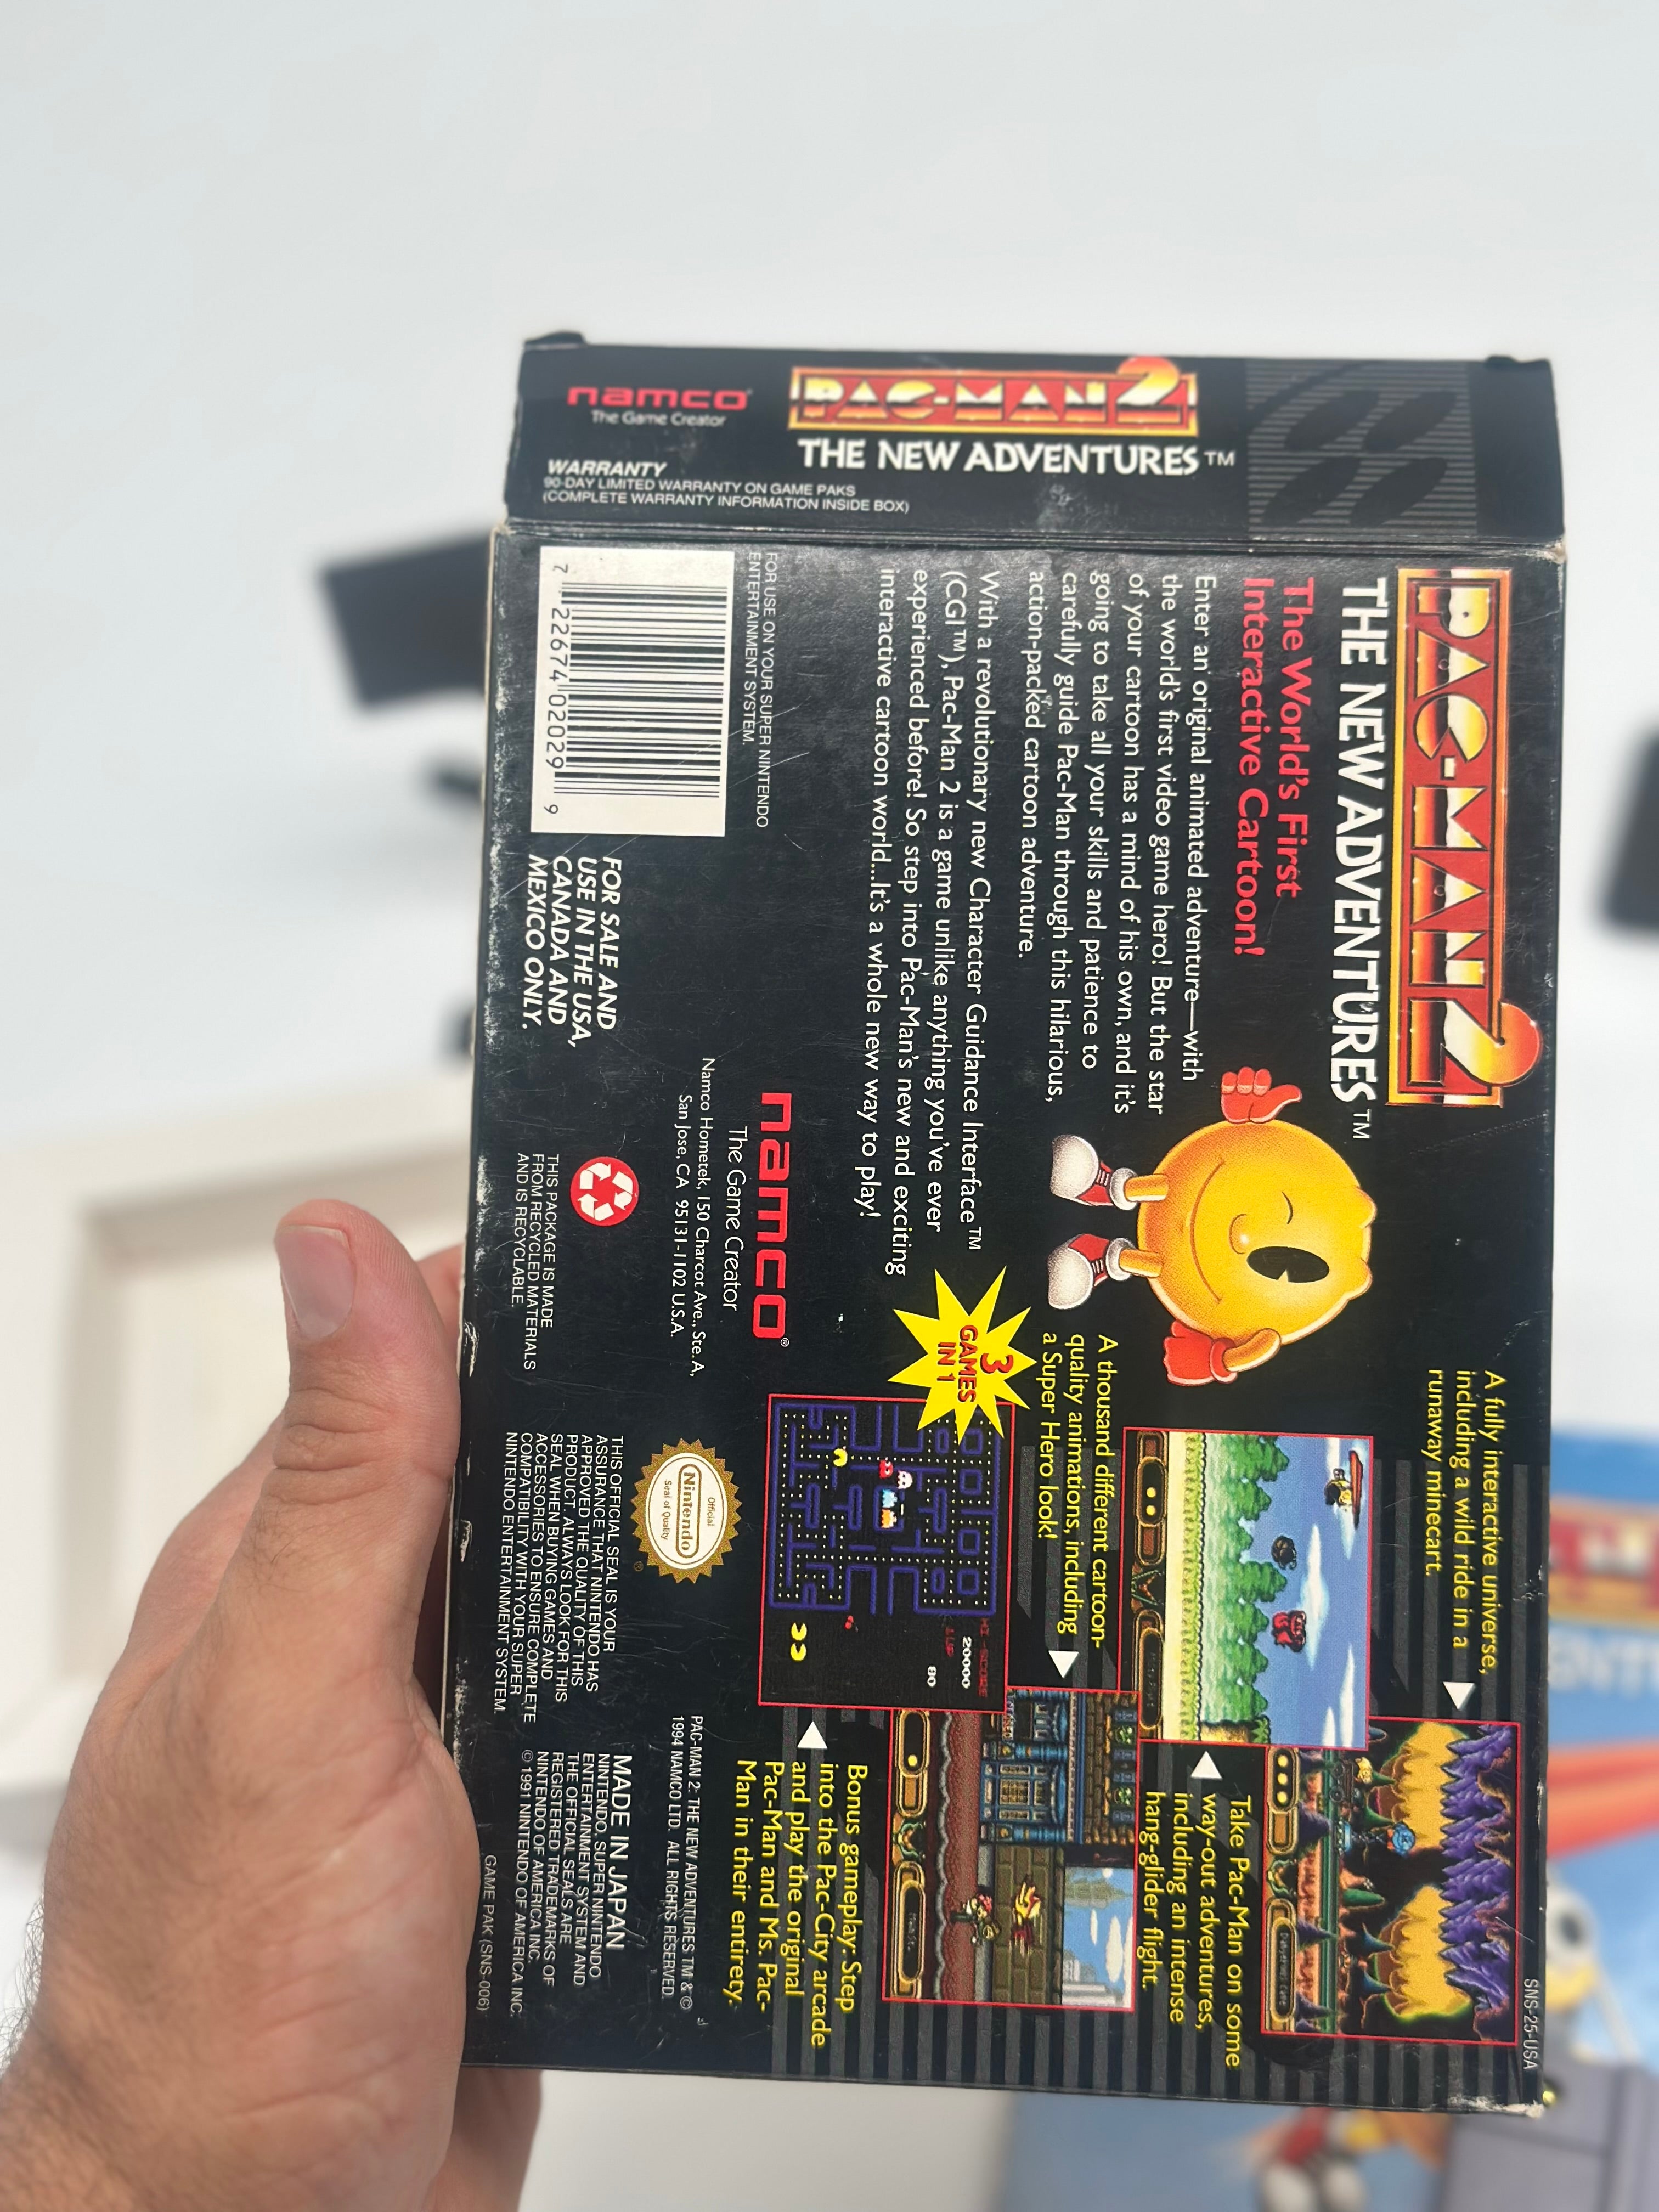 namco®
The Game Creator
PAC-MAN 2
THE NEW ADVENTURES™
WARRANTY
90-DAY LIMITED WARRANTY ON GAME PAKS
(COMPLETE WARRANTY INFORMATION INSIDE BOX)
SNS-25-USA
PAC-MAN 2
THE NEW ADVENTURES™
The World's First
Interactive Cartoon!
Enter an original animated adventure—with
the world's first video game hero! But the star
of your cartoon has a mind of his own, and it's
going to take all your skills and patience to
carefully guide Pac-Man through this hilarious,
action-packed cartoon adventure.
With a revolutionary new Character Guidance Interface™
(CGI™), Pac-Man 2 is a game unlike anything you've ever
experienced before! So step into Pac-Man's new and exciting
interactive cartoon world...It's a whole new way to play!
A fully interactive universe,
including a wild ride in a
runaway minecart.
Take Pac-Man on some
way-out adventures,
including an intense
hang-glider flight.
A thousand different cartoon-
quality animations, including
a Super Hero look!
3
GAMES
IN 1
HI-SCORE
20000
1UP
80
Bonus gameplay: Step
into the Pac-City arcade
and play the original
Pac-Man and Ms. Pac-
Man in their entirety.
FOR USE ON YOUR SUPER NINTENDO
ENTERTAINMENT SYSTEM.
7 22674 02029 9
FOR SALE AND
USE IN THE USA,
CANADA AND
MEXICO ONLY.
namco®
The Game Creator
Namco Hometek, 150 Charcot Ave., Ste. A,
San Jose, CA 95131-1102 U.S.A.
THIS PACKAGE IS MADE
FROM RECYCLED MATERIALS
AND IS RECYCLABLE.
Official
Nintendo
Seal of Quality
®
THIS OFFICIAL SEAL IS YOUR
ASSURANCE THAT NINTENDO HAS
APPROVED THE QUALITY OF THIS
PRODUCT. ALWAYS LOOK FOR THIS
SEAL WHEN BUYING GAMES AND
ACCESSORIES TO ENSURE COMPLETE
COMPATIBILITY WITH YOUR SUPER
NINTENDO ENTERTAINMENT SYSTEM.
PAC-MAN 2: THE NEW ADVENTURES TM & ©
1994 NAMCO LTD. ALL RIGHTS RESERVED.
MADE IN JAPAN
NINTENDO, SUPER NINTENDO
ENTERTAINMENT SYSTEM AND
THE OFFICIAL SEALS ARE
REGISTERED TRADEMARKS OF
NINTENDO OF AMERICA INC.
© 1991 NINTENDO OF AMERICA INC.
GAME PAK (SNS-006)